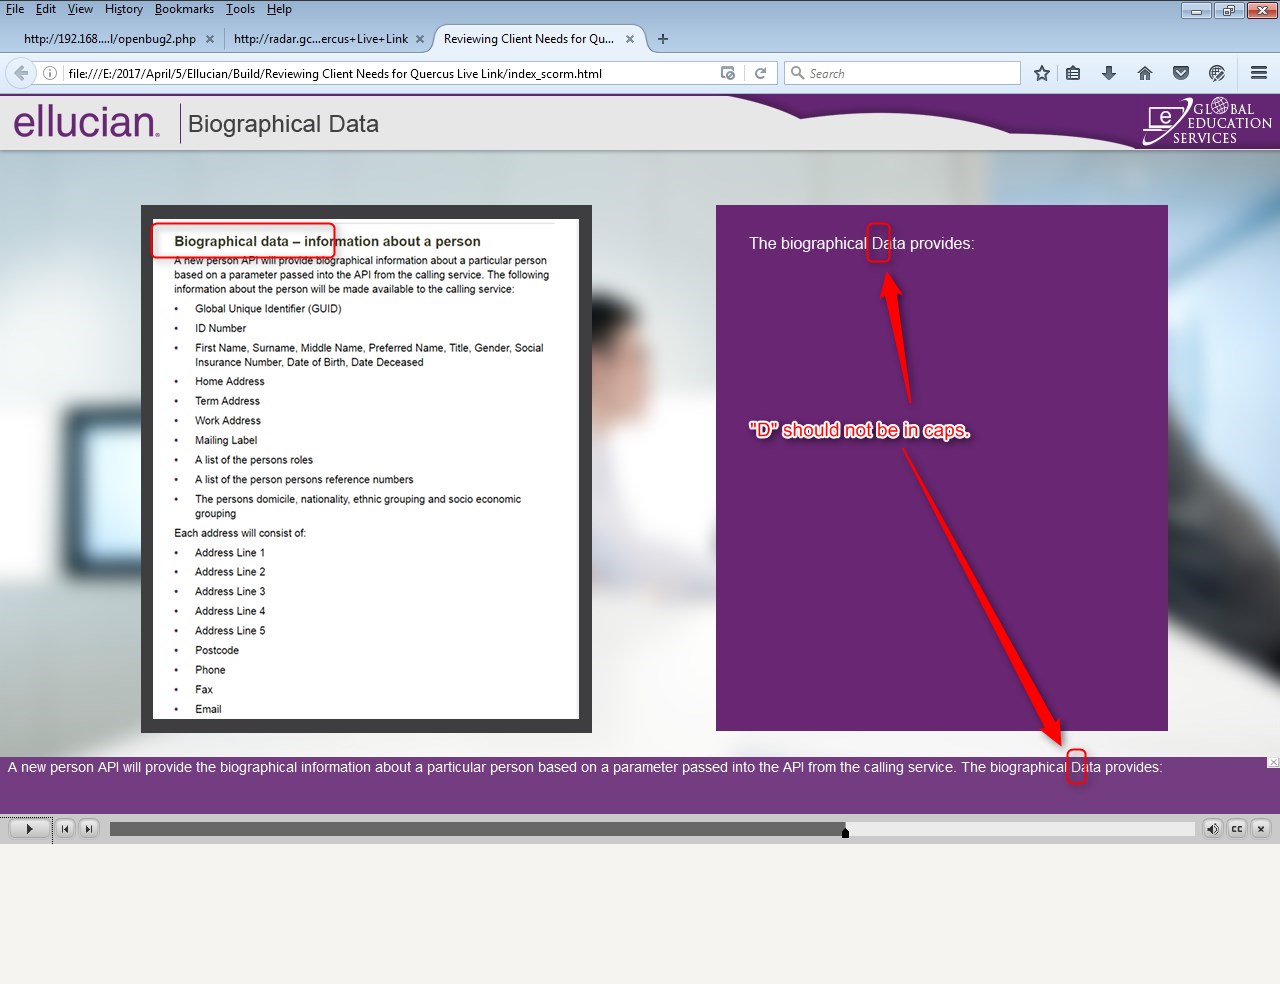 File Edit View History Bookmarks Tools Help
http://192.168....l/openbug2.php
http://radar.gc...ercus+Live+Link
Reviewing Client Needs for Qu...
file:///E:/2017/April/5/Ellucian/Build/Reviewing Client Needs for Quercus Live Link/index_scorm.html
Search
ellucian.
Biographical Data
e GLOBAL
EDUCATION
SERVICES
Biographical data – information about a person
A new person API will provide biographical information about a particular person
based on a parameter passed into the API from the calling service. The following
information about the person will be made available to the calling service:
• Global Unique Identifier (GUID)
• ID Number
• First Name, Surname, Middle Name, Preferred Name, Title, Gender, Social
Insurance Number, Date of Birth, Date Deceased
• Home Address
• Term Address
• Work Address
• Mailing Label
• A list of the persons roles
• A list of the person persons reference numbers
• The persons domicile, nationality, ethnic grouping and socio economic
grouping
Each address will consist of:
• Address Line 1
• Address Line 2
• Address Line 3
• Address Line 4
• Address Line 5
• Postcode
• Phone
• Fax
• Email
The biographical Data provides:
"D" should not be in caps.
A new person API will provide the biographical information about a particular person based on a parameter passed into the API from the calling service. The biographical Data provides:
CC